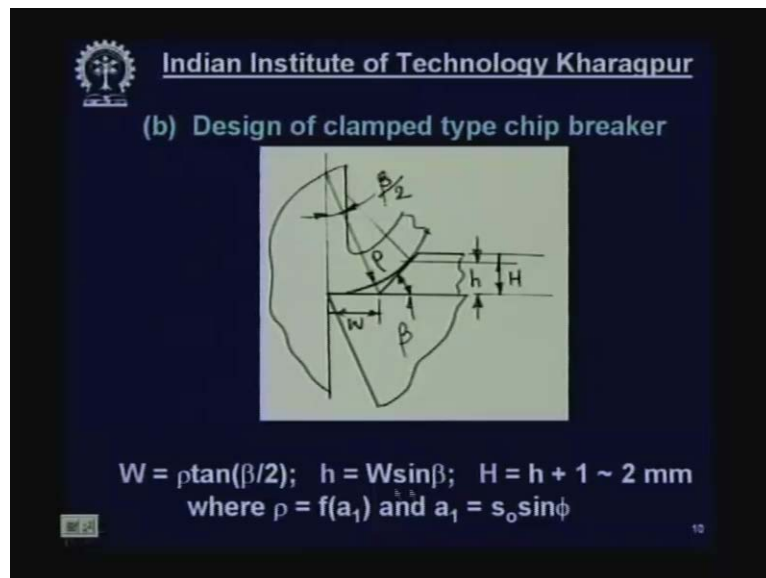 Indian Institute of Technology Kharagpur
(b) Design of clamped type chip breaker
β/2
ρ
h H
W
β
W = ρtan(β/2); h = Wsinβ; H = h + 1 ~ 2 mm
where ρ = f(a₁) and a₁ = sₒsinϕ
10